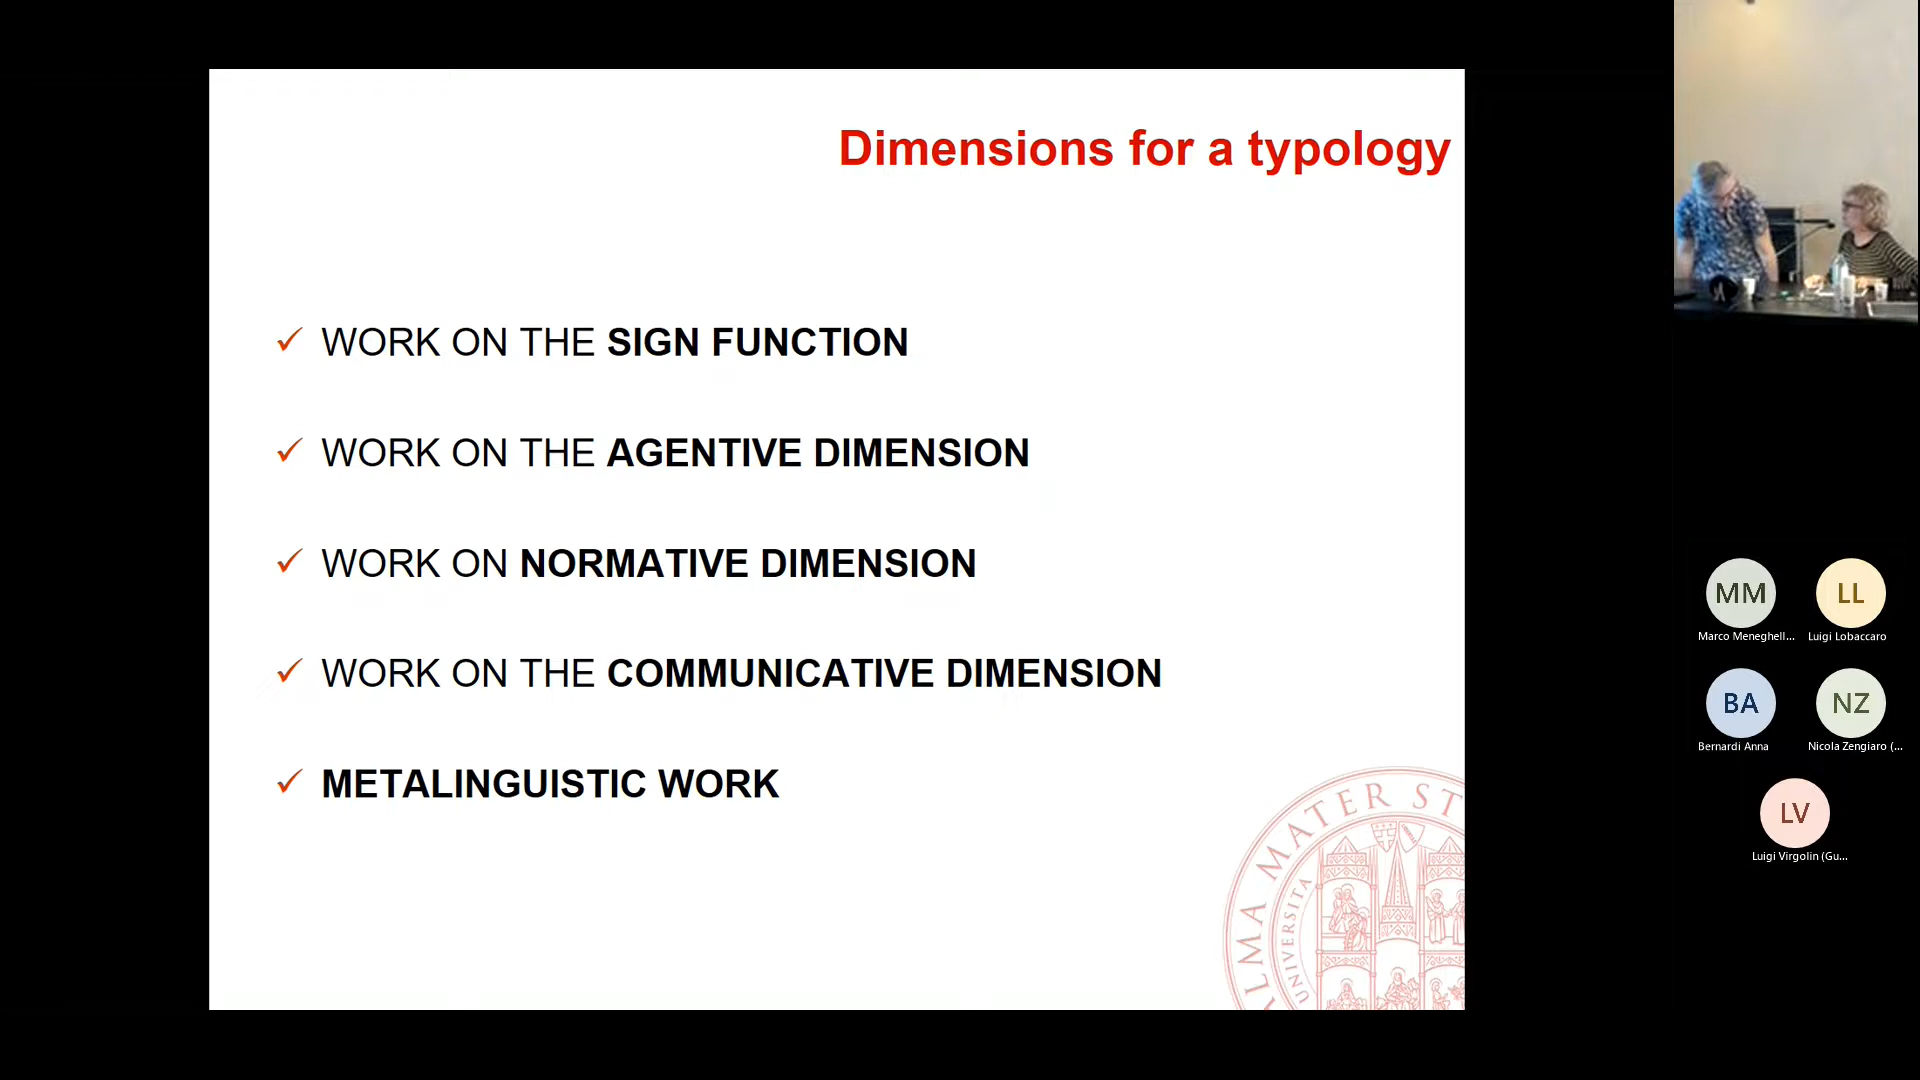 Dimensions for a typology
✓ WORK ON THE SIGN FUNCTION
✓ WORK ON THE AGENTIVE DIMENSION
✓ WORK ON NORMATIVE DIMENSION
✓ WORK ON THE COMMUNICATIVE DIMENSION
✓ METALINGUISTIC WORK
ALMA MATER ST
UNIVERSITA
MM
Marco Meneghell...
LL
Luigi Lobaccaro
BA
Bernardi Anna
NZ
Nicola Zengiaro (...
LV
Luigi Virgolin (Gu...